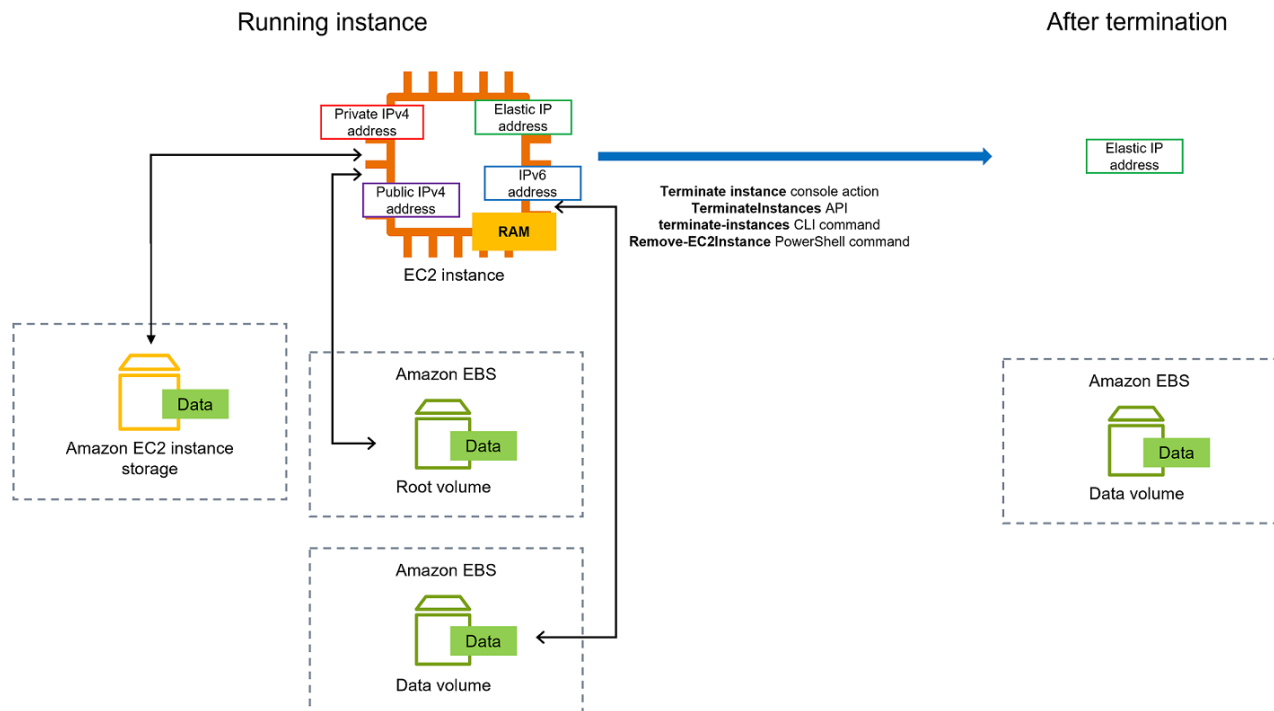 Running instance
After termination
Private IPv4
address
Elastic IP
address
Public IPv4
address
IPv6
address
RAM
EC2 instance
Terminate instance console action
TerminateInstances API
terminate-instances CLI command
Remove-EC2Instance PowerShell command
Elastic IP
address
Data
Amazon EC2 instance
storage
Amazon EBS
Data
Root volume
Amazon EBS
Data
Data volume
Amazon EBS
Data
Data volume